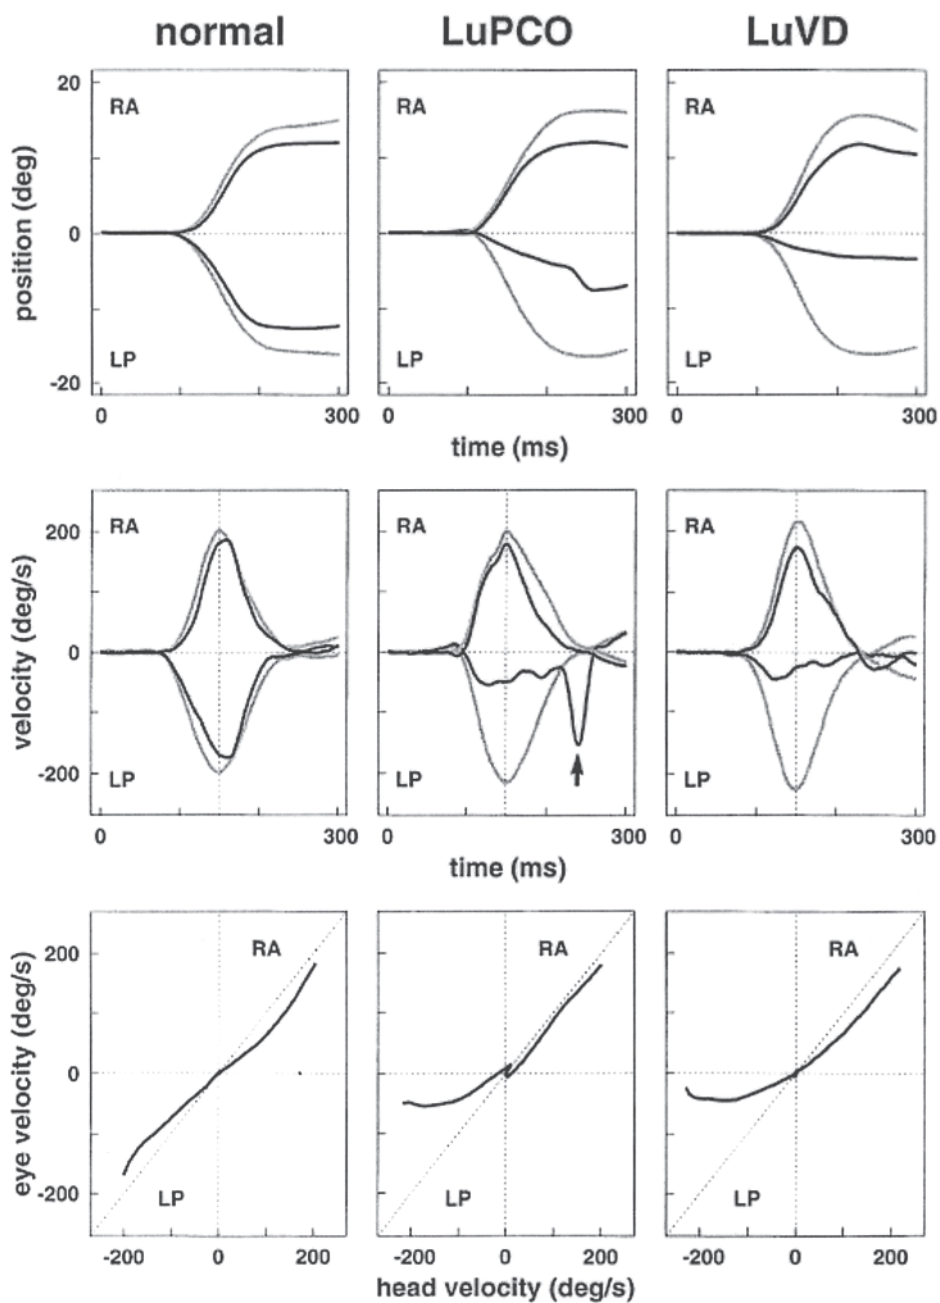 normal LuPCO LuVD
position (deg)
20
0
-20
RA RA RA
LP LP LP
0 300 0 300 0 300
time (ms)
velocity (deg/s)
200
0
-200
RA RA RA
LP LP LP
0 300 0 300 0 300
time (ms)
eye velocity (deg/s)
200
0
-200
RA RA RA
LP LP LP
-200 0 200 -200 0 200 -200 0 200
head velocity (deg/s)